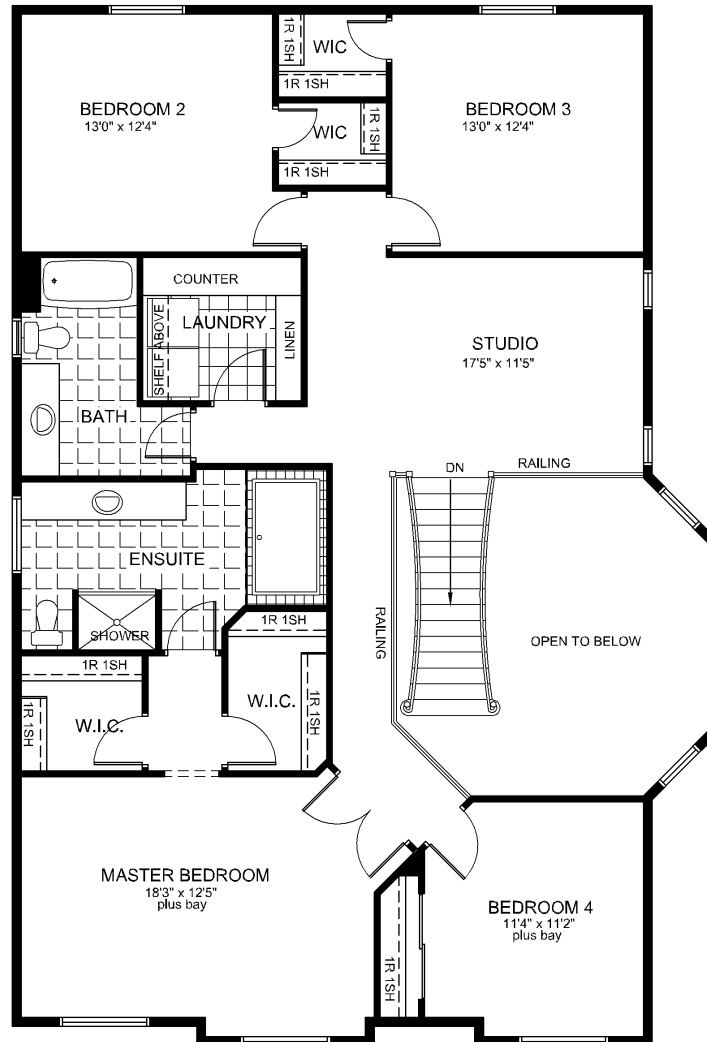 1R 1SH
WIC
1R 1SH
BEDROOM 2
13'0" x 12'4"
BEDROOM 3
13'0" x 12'4"
WIC
1R 1SH
1R 1SH
COUNTER
SHELF ABOVE
LAUNDRY
LINEN
STUDIO
17'5" x 11'5"
BATH
DN
RAILING
ENSUITE
RAILING
OPEN TO BELOW
SHOWER
1R 1SH
1R 1SH
W.I.C.
1R 1SH
1R 1SH
W.I.C.
MASTER BEDROOM
18'3" x 12'5"
plus bay
BEDROOM 4
11'4" x 11'2"
plus bay
1R 1SH